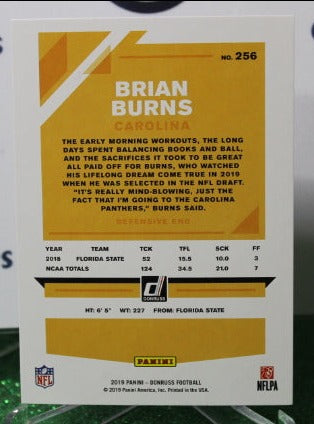 NO. 256
BRIAN
BURNS
CAROLINA
THE EARLY MORNING WORKOUTS, THE LONG
DAYS SPENT BALANCING BOOKS AND BALL,
AND THE SACRIFICES IT TOOK TO BE GREAT
ALL PAID OFF FOR BURNS, WHO WATCHED
HIS LIFELONG DREAM COME TRUE IN 2019
WHEN HE WAS SELECTED IN THE NFL DRAFT.
"IT'S REALLY MIND-BLOWING, JUST THE
FACT THAT I'M GOING TO THE CAROLINA
PANTHERS," BURNS SAID.
DEFENSIVE END
YEAR TEAM TCK TFL SCK FF
2018 FLORIDA STATE 52 15.5 10.0 3
NCAA TOTALS 124 34.5 21.0 7
D
DONRUSS
HT: 6' 5" WT: 227 FROM: FLORIDA STATE
NFL
PANINI
NFLPA
2019 PANINI - DONRUSS FOOTBALL
© 2019 Panini America, Inc. Printed in the USA.